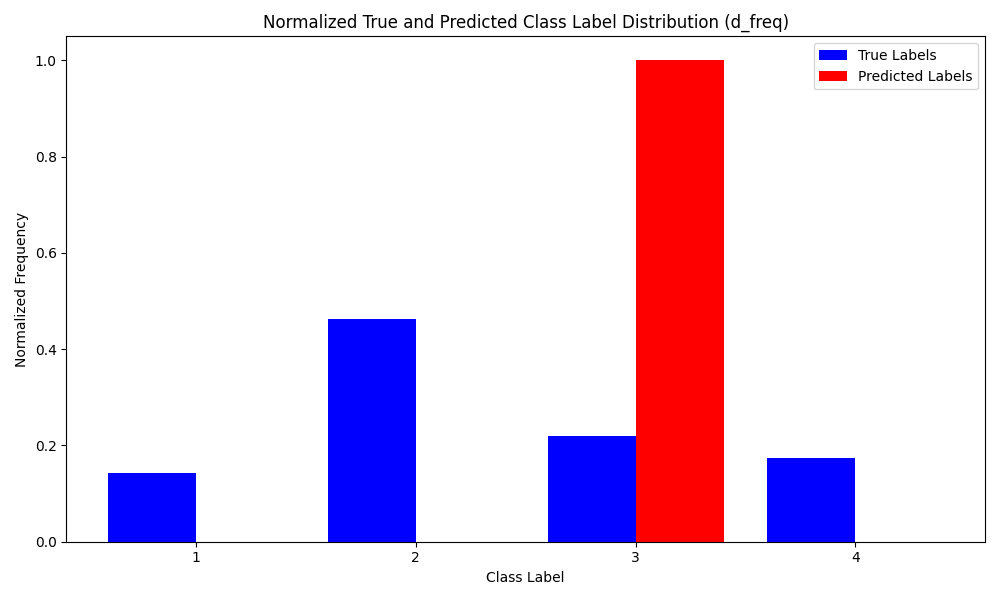 Normalized True and Predicted Class Label Distribution (d_freq)
True Labels
Predicted Labels
Normalized Frequency
1.0
0.8
0.6
0.4
0.2
0.0
1 2 3 4
Class Label